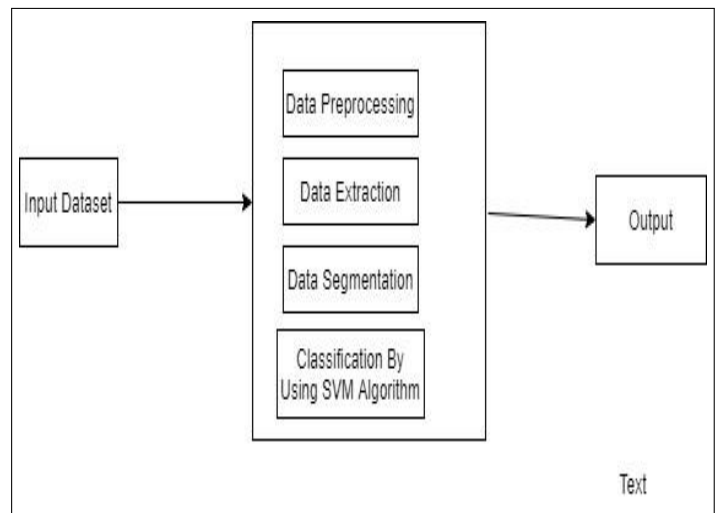 Input Dataset
Data Preprocessing
Data Extraction
Data Segmentation
Classification By
Using SVM Algorithm
Output
Text